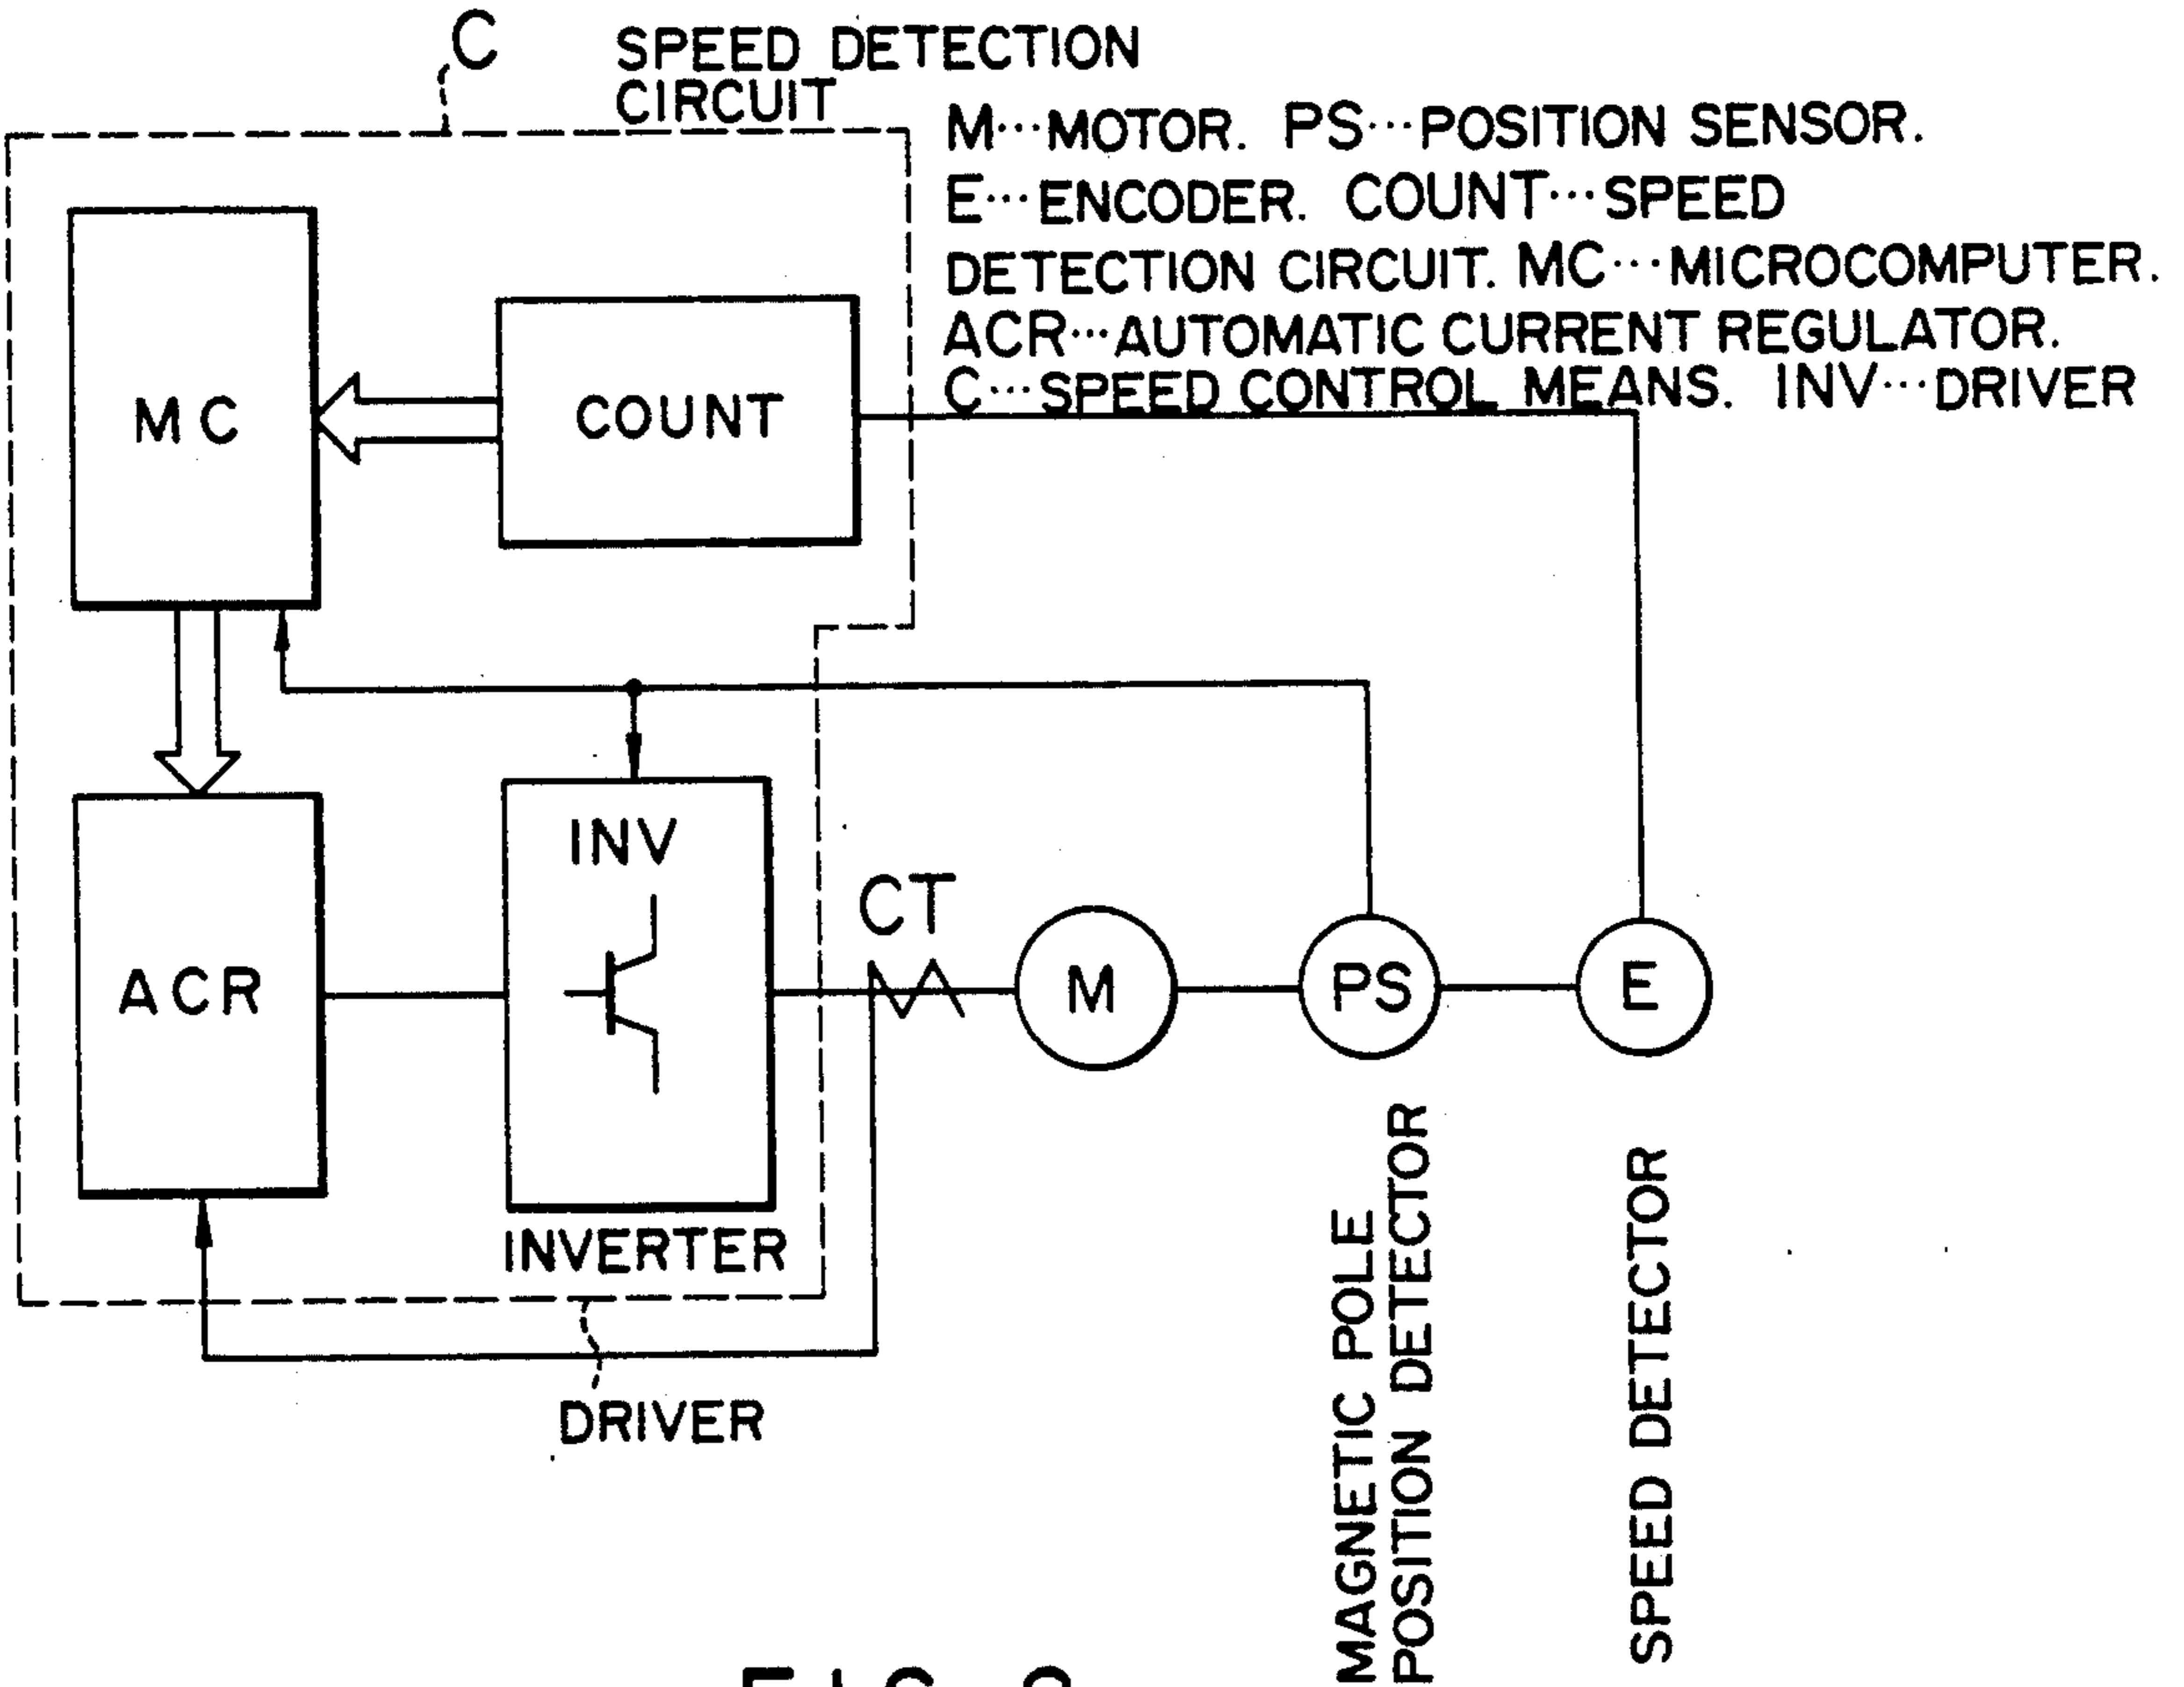 C
SPEED DETECTION
CIRCUIT
M···MOTOR. PS···POSITION SENSOR.
E···ENCODER. COUNT···SPEED
DETECTION CIRCUIT. MC···MICROCOMPUTER.
ACR···AUTOMATIC CURRENT REGULATOR.
C···SPEED CONTROL MEANS. INV···DRIVER
MC
COUNT
INV
CT
ACR
M
PS
E
INVERTER
DRIVER
MAGNETIC POLE
POSITION DETECTOR
SPEED DETECTOR